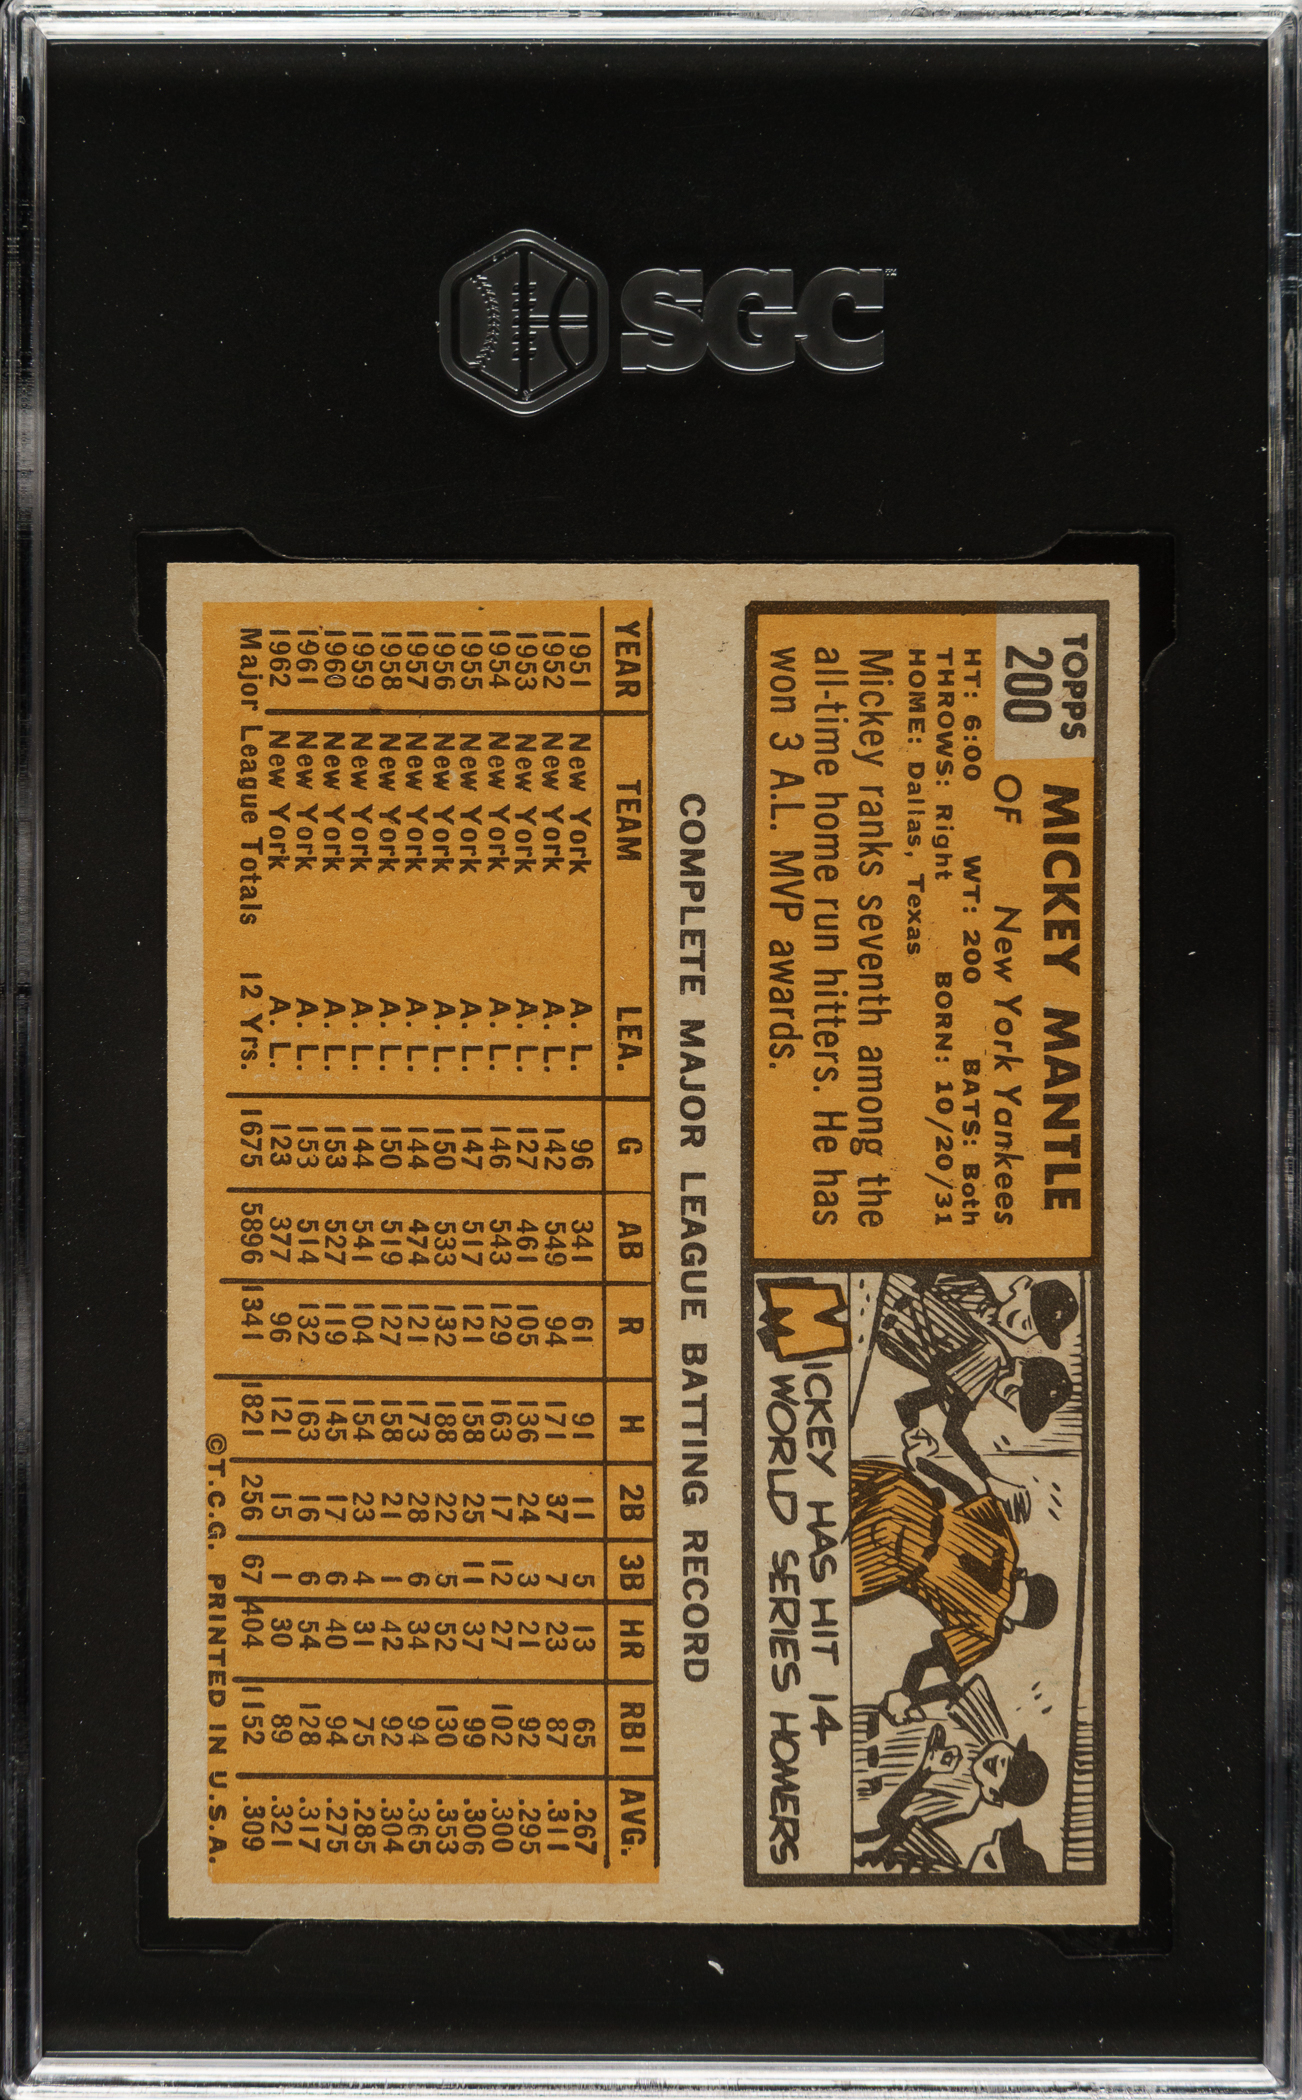 SGC™
TOPPS
200
MICKEY MANTLE
OF New York Yankees
HT: 6:00 WT: 200 BATS: Both
THROWS: Right BORN: 10/20/31
HOME: Dallas, Texas
Mickey ranks seventh among the
all-time home run hitters. He has
won 3 A.L. MVP awards.
MICKEY HAS HIT 14
WORLD SERIES HOMERS
COMPLETE MAJOR LEAGUE BATTING RECORD
YEAR TEAM LEA. G AB R H 2B 3B HR RBI AVG.
1951 New York A. L. 96 341 61 91 11 5 13 65 .267
1952 New York A. L. 142 549 94 171 37 7 23 87 .311
1953 New York A. L. 127 461 105 136 24 3 21 92 .295
1954 New York A. L. 146 543 129 163 17 12 27 102 .300
1955 New York A. L. 147 517 121 158 25 11 37 99 .306
1956 New York A. L. 150 533 132 188 22 5 52 130 .353
1957 New York A. L. 144 474 121 173 28 6 34 94 .365
1958 New York A. L. 150 519 127 158 21 1 42 92 .304
1959 New York A. L. 144 541 104 154 23 4 31 75 .285
1960 New York A. L. 153 527 119 145 17 6 40 94 .275
1961 New York A. L. 153 514 132 163 16 6 54 128 .317
1962 New York A. L. 123 377 96 121 15 1 30 89 .321
Major League Totals 12 Yrs. 1675 5896 1341 1821 256 67 404 1152 .309
©T.C.G. PRINTED IN U.S.A.